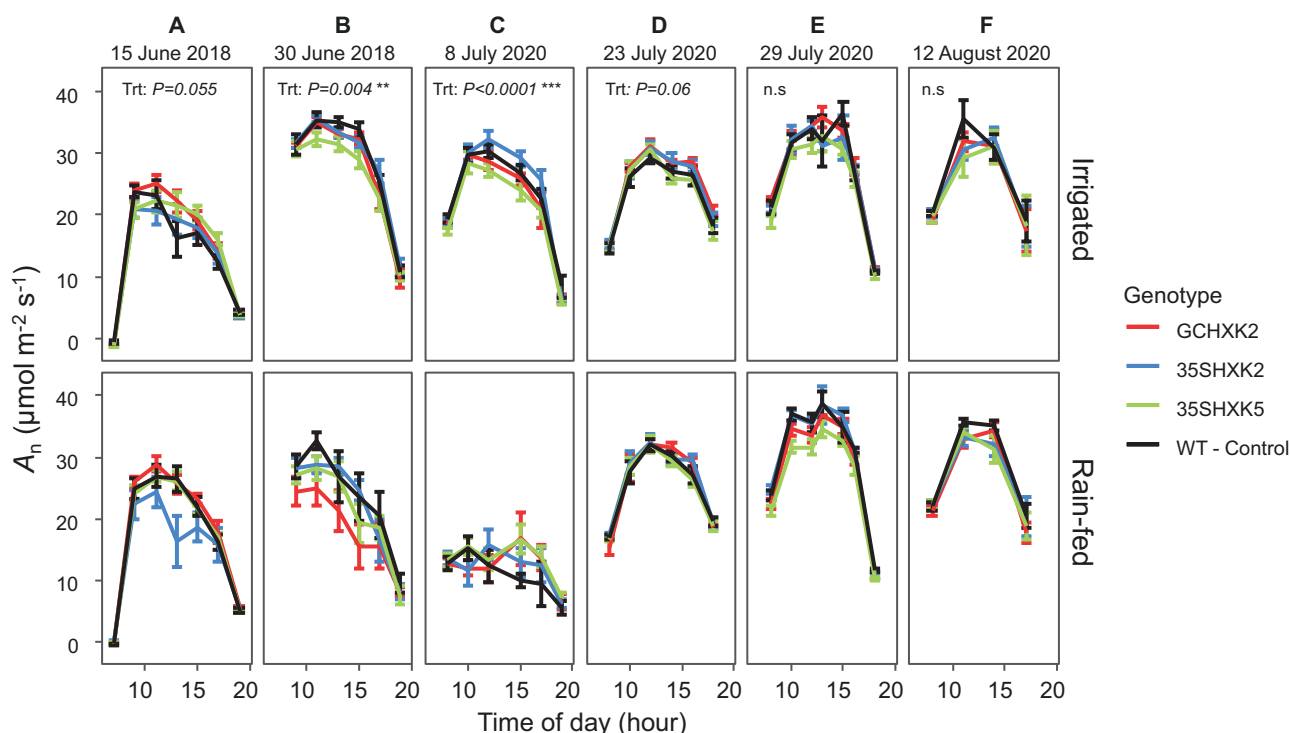 A B C D E F
15 June 2018 30 June 2018 8 July 2020 23 July 2020 29 July 2020 12 August 2020
Trt: P=0.055 Trt: P=0.004 ** Trt: P<0.0001 *** Trt: P=0.06 n.s n.s
40
30
20
10
0
Irrigated
40
30
20
10
0
Rain-fed
An (µmol m-2 s-1)
10 15 20 10 15 20 10 15 20 10 15 20 10 15 20 10 15 20
Time of day (hour)
Genotype
GCHXK2
35SHXK2
35SHXK5
WT - Control